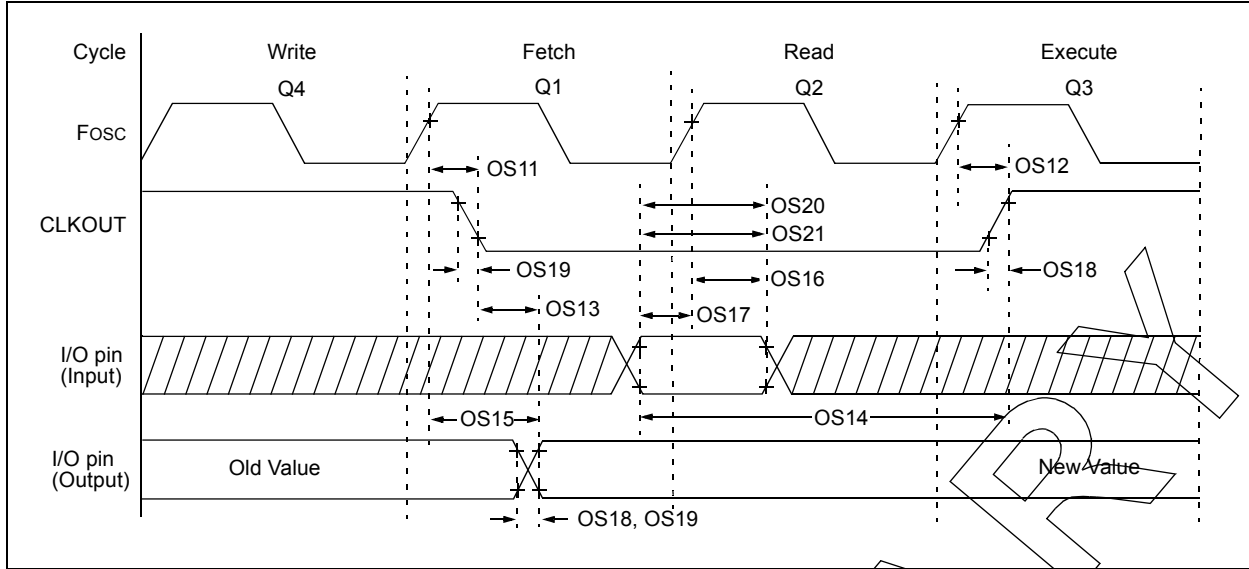 Cycle Write Fetch Read Execute
Q4 Q1 Q2 Q3
FOSC
OS11 OS12
CLKOUT
OS20
OS21
OS19 OS16 OS18
OS13 OS17
I/O pin
(Input)
OS15 OS14
I/O pin
(Output)
Old Value New Value
OS18, OS19
R Y